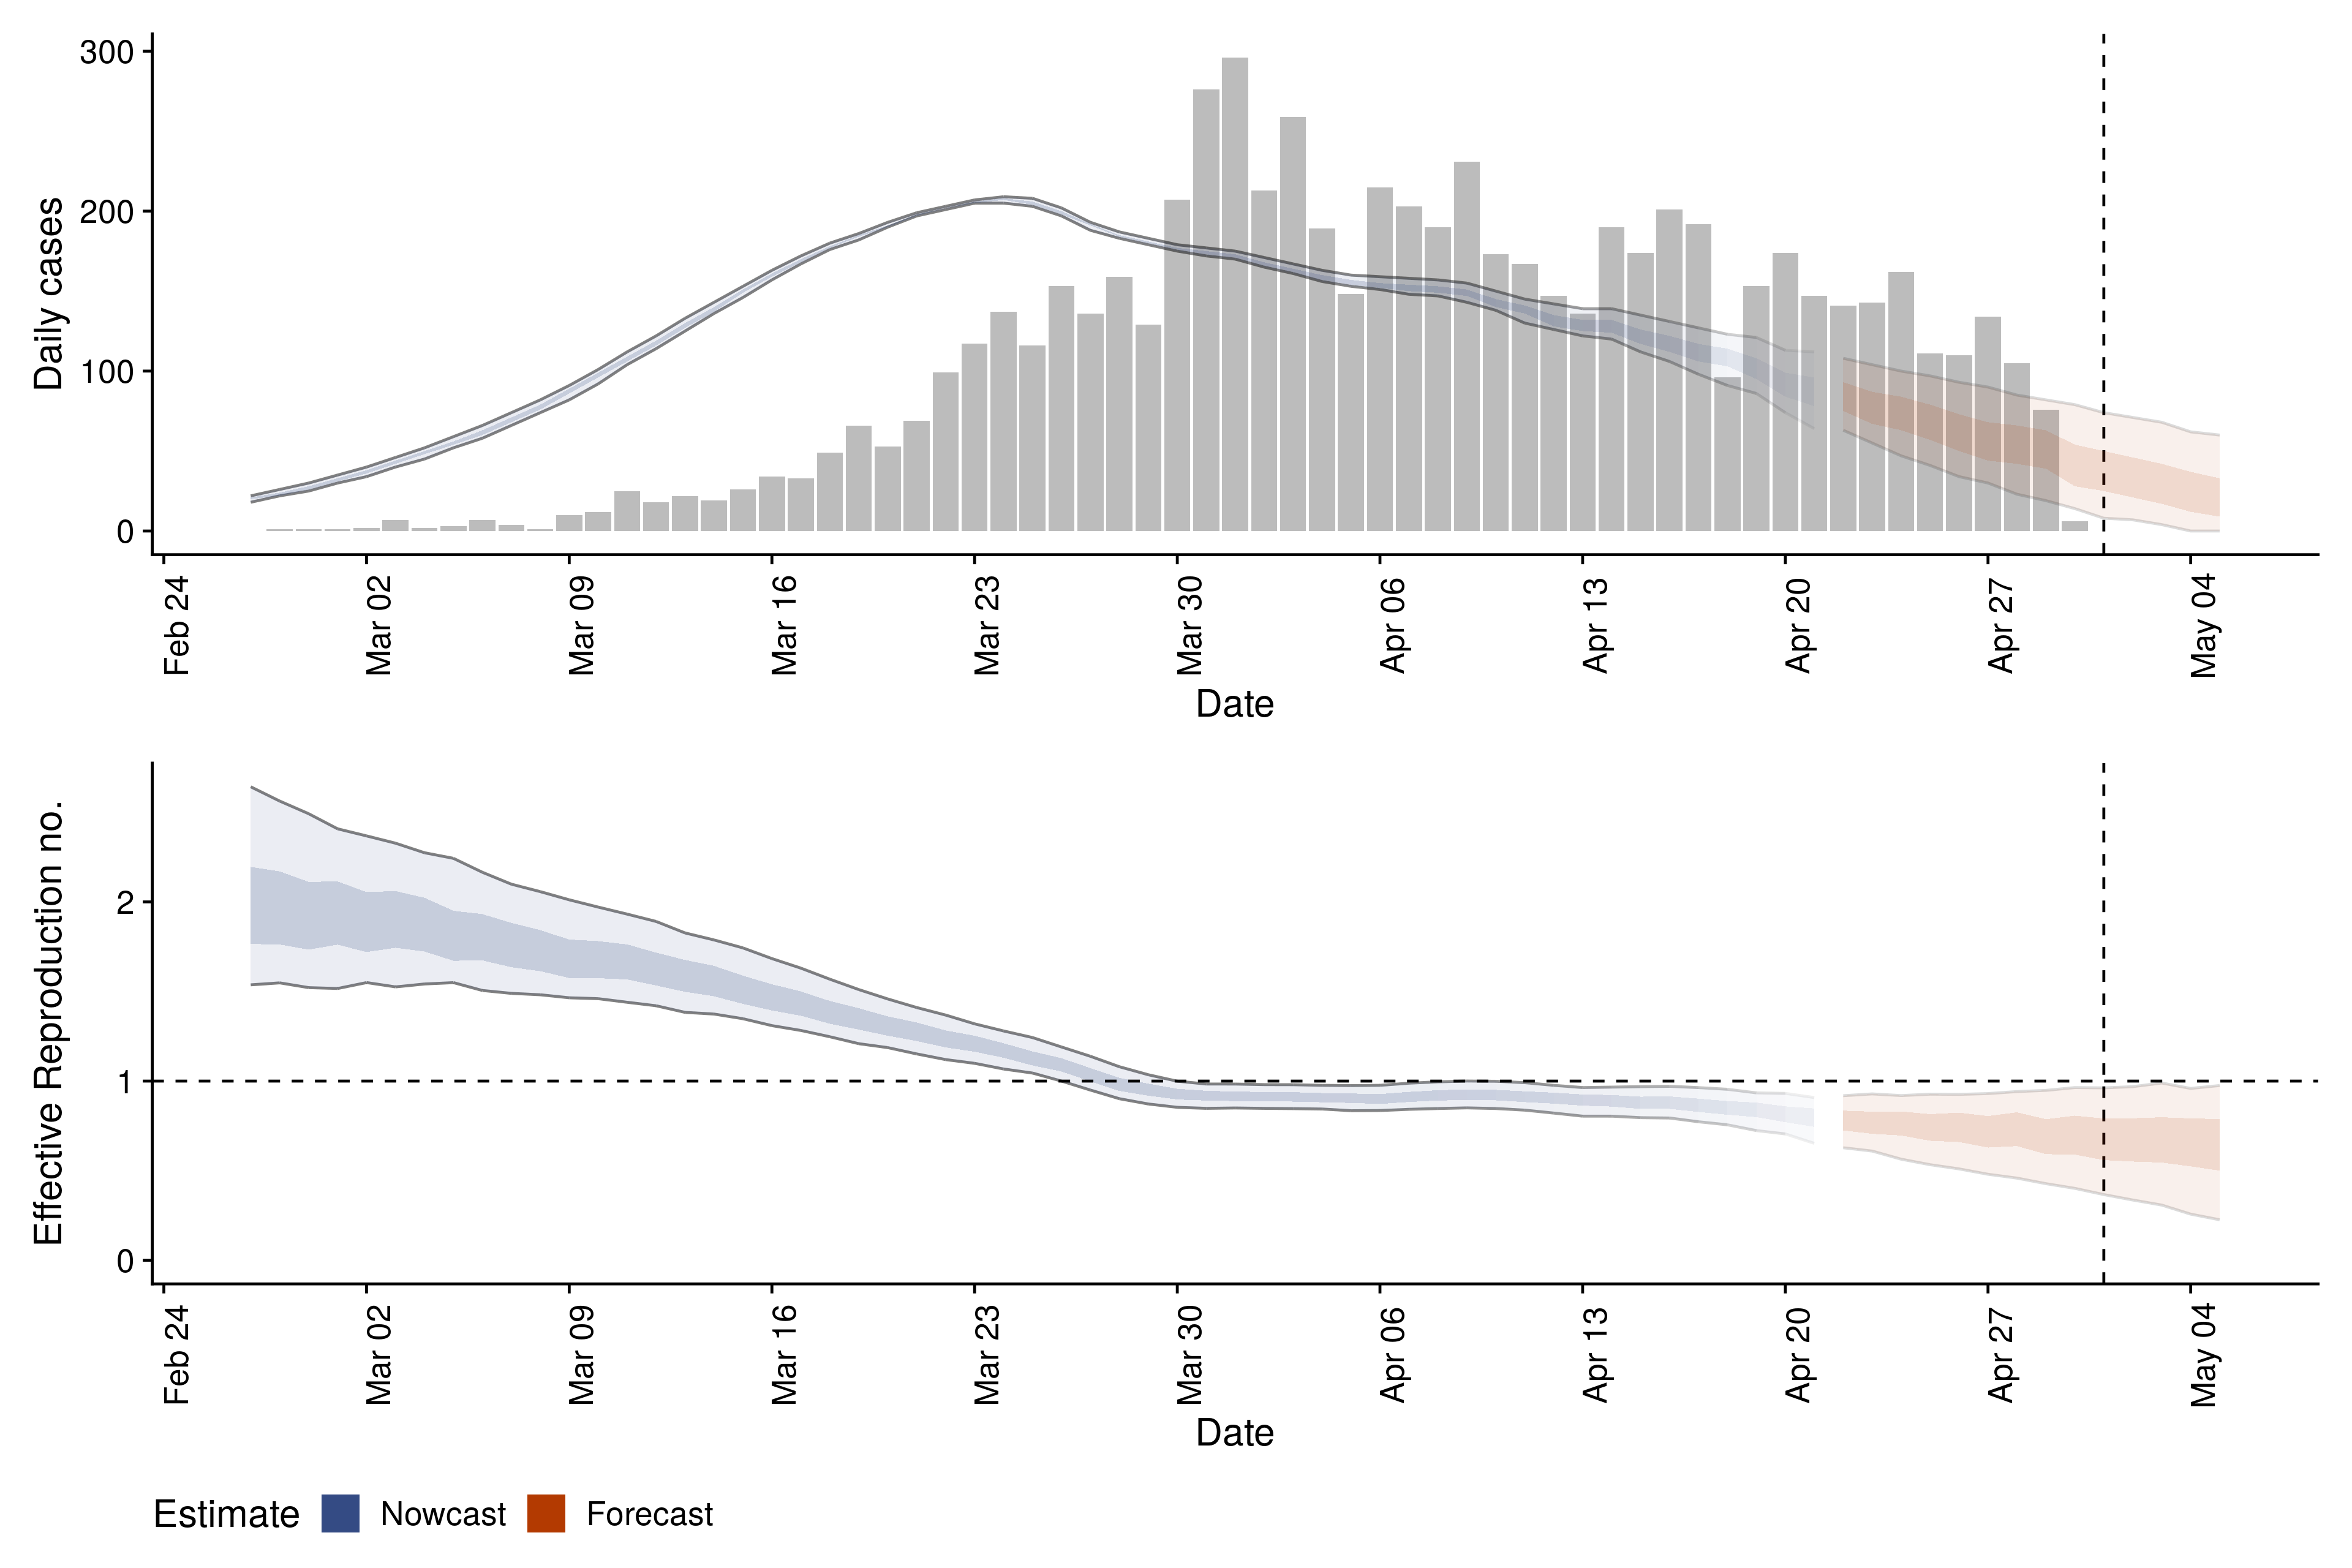 Daily cases
300
200
100
0
Feb 24
Mar 02
Mar 09
Mar 16
Mar 23
Mar 30
Apr 06
Apr 13
Apr 20
Apr 27
May 04
Date
Effective Reproduction no.
2
1
0
Feb 24
Mar 02
Mar 09
Mar 16
Mar 23
Mar 30
Apr 06
Apr 13
Apr 20
Apr 27
May 04
Date
Estimate Nowcast Forecast